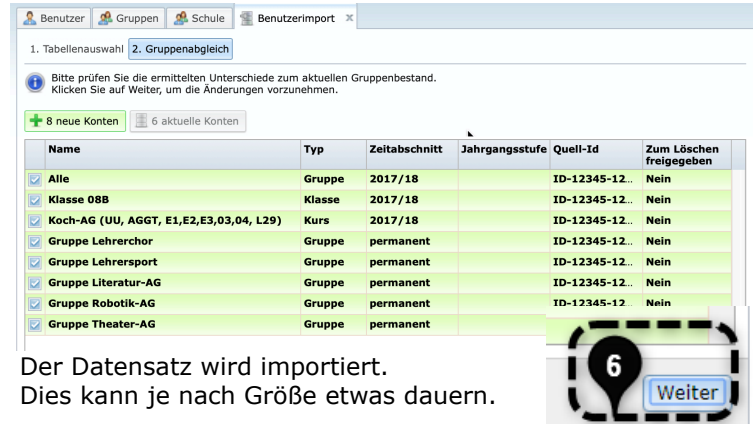 Benutzer Gruppen Schule Benutzerimport x
1. Tabellenauswahl 2. Gruppenabgleich
Bitte prüfen Sie die ermittelten Unterschiede zum aktuellen Gruppenbestand.
Klicken Sie auf Weiter, um die Änderungen vorzunehmen.
8 neue Konten 6 aktuelle Konten
Name Typ Zeitabschnitt Jahrgangsstufe Quell-Id Zum Löschen
freigegeben
Alle Gruppe 2017/18 ID-12345-12... Nein
Klasse 08B Klasse 2017/18 ID-12345-12... Nein
Koch-AG (UU, AGGT, E1,E2,E3,03,04, L29) Kurs 2017/18 ID-12345-12... Nein
Gruppe Lehrerchor Gruppe permanent ID-12345-12... Nein
Gruppe Lehrersport Gruppe permanent ID-12345-12... Nein
Gruppe Literatur-AG Gruppe permanent ID-12345-12... Nein
Gruppe Robotik-AG Gruppe permanent ID-12345-12... Nein
Gruppe Theater-AG Gruppe permanent
Der Datensatz wird importiert.
Dies kann je nach Größe etwas dauern.
6
Weiter